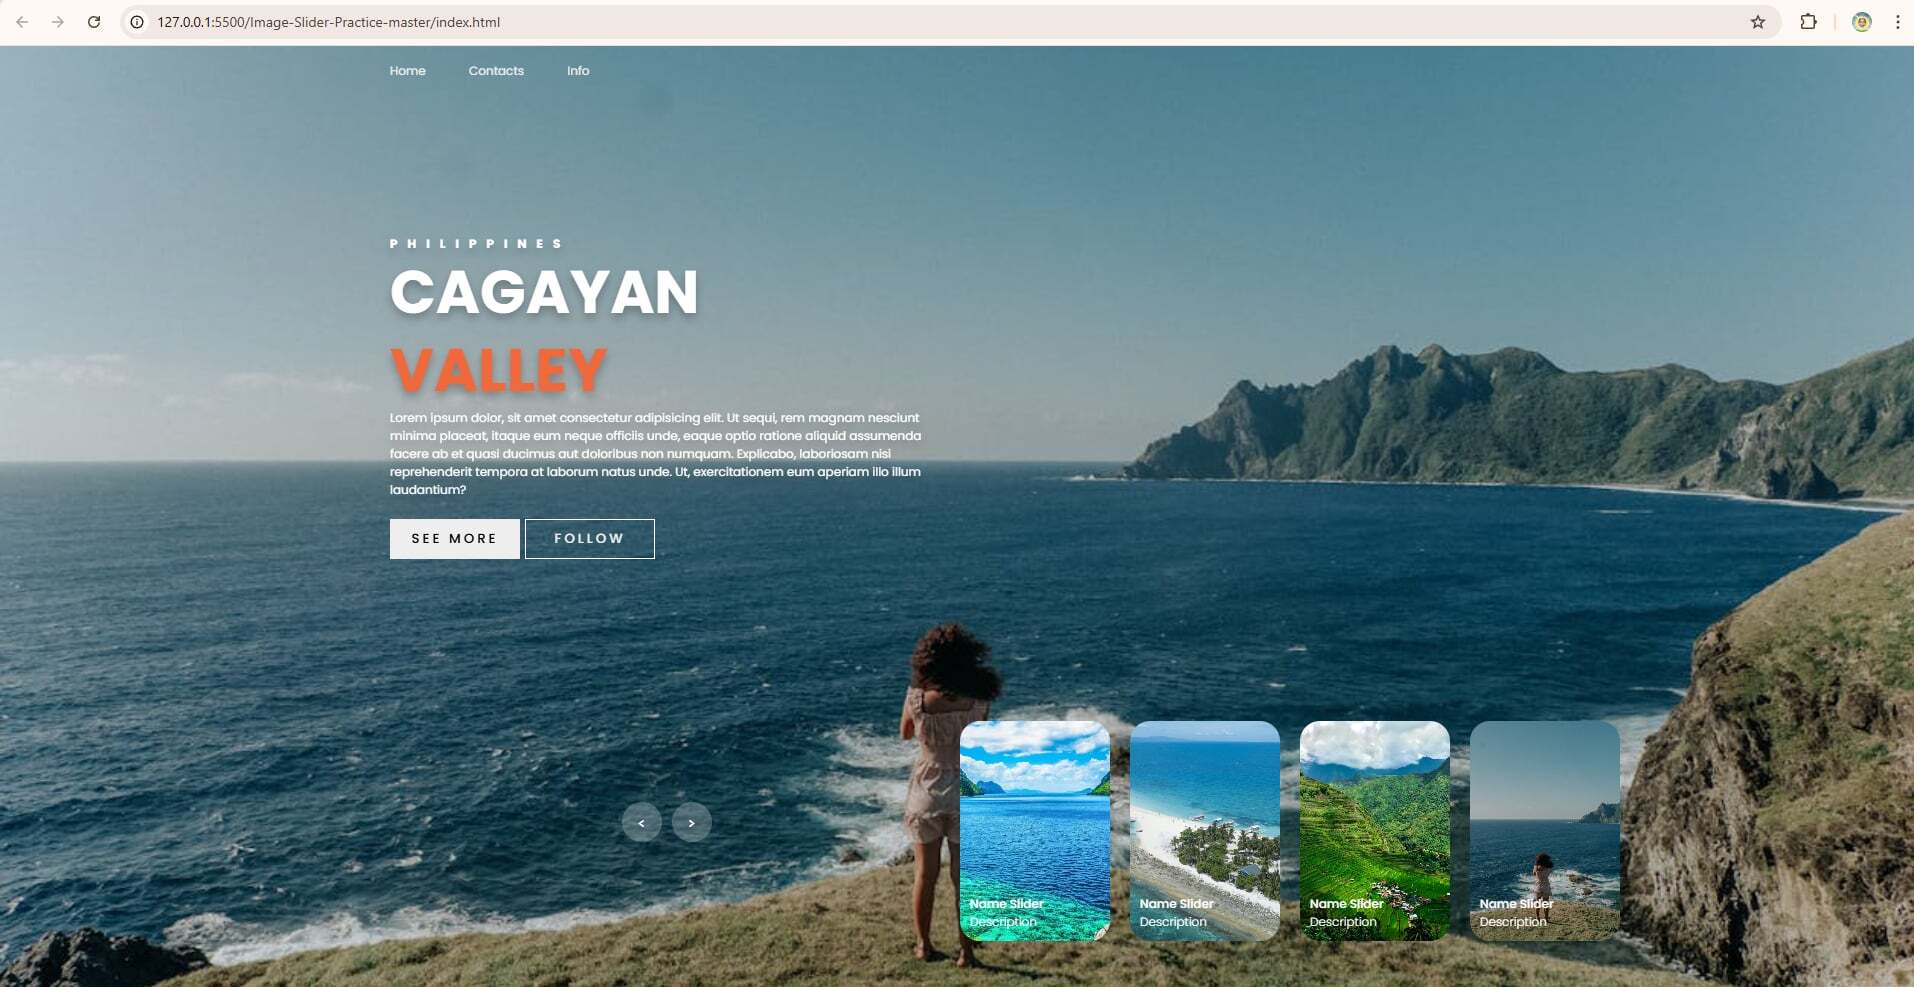 127.0.0.1:5500/Image-Slider-Practice-master/index.html
Home Contacts Info
PHILIPPINES
CAGAYAN
VALLEY
Lorem ipsum dolor, sit amet consectetur adipisicing elit. Ut sequi, rem magnam nesciunt
minima placeat, itaque eum neque officiis unde, eaque optio ratione aliquid assumenda
facere ab et quasi ducimus aut doloribus non numquam. Explicabo, laboriosam nisi
reprehenderit tempora at laborum natus unde. Ut, exercitationem eum aperiam illo illum
laudantium?
SEE MORE FOLLOW
< >
Name Slider
Description
Name Slider
Description
Name Slider
Description
Name Slider
Description